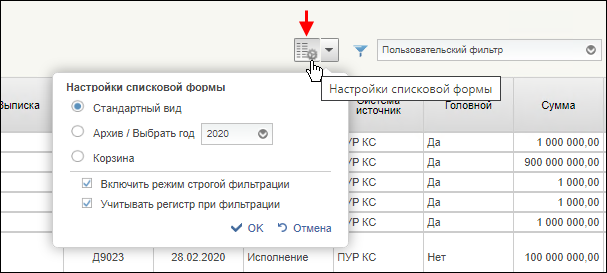 Пользовательский фильтр
Настройки списковой формы
Выписка
Система источник
Головной
Сумма
Настройки списковой формы
Стандартный вид
Архив / Выбрать год 2020
Корзина
Включить режим строгой фильтрации
Учитывать регистр при фильтрации
OK Отмена
ПУР КС Да 1 000 000,00
ПУР КС Да 900 000 000,00
ПУР КС Да 1 000,00
ПУР КС Да 1 000,00
ПУР КС Да 1 000 000,00
Д9023 28.02.2020 Исполнение ПУР КС Нет 100 000 000,00